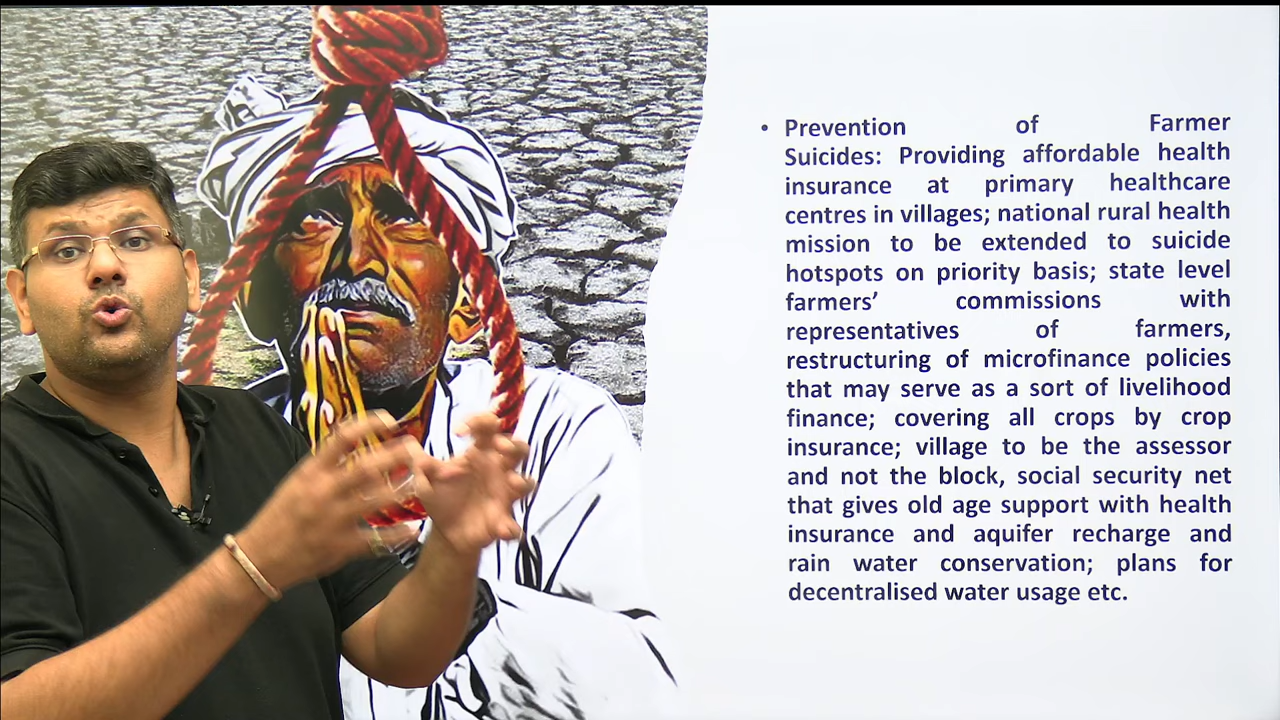 • Prevention of Farmer
Suicides: Providing affordable health
insurance at primary healthcare
centres in villages; national rural health
mission to be extended to suicide
hotspots on priority basis; state level
farmers’ commissions with
representatives of farmers,
restructuring of microfinance policies
that may serve as a sort of livelihood
finance; covering all crops by crop
insurance; village to be the assessor
and not the block, social security net
that gives old age support with health
insurance and aquifer recharge and
rain water conservation; plans for
decentralised water usage etc.